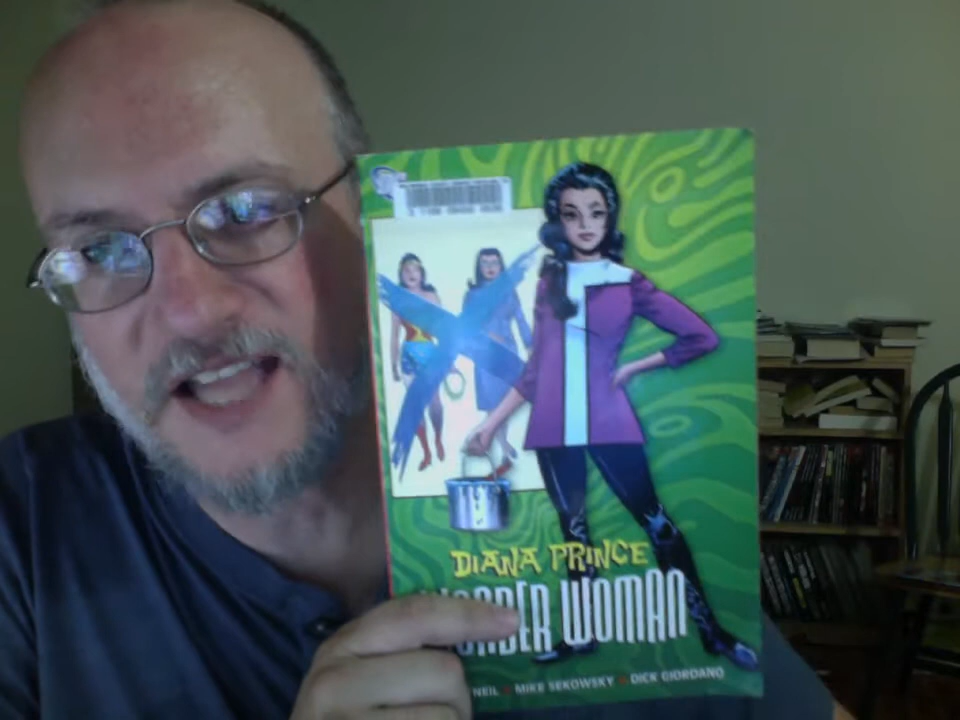 DIANA PRINCE
WONDER WOMAN
NEIL • MIKE SEKOWSKY • DICK GIORDANO